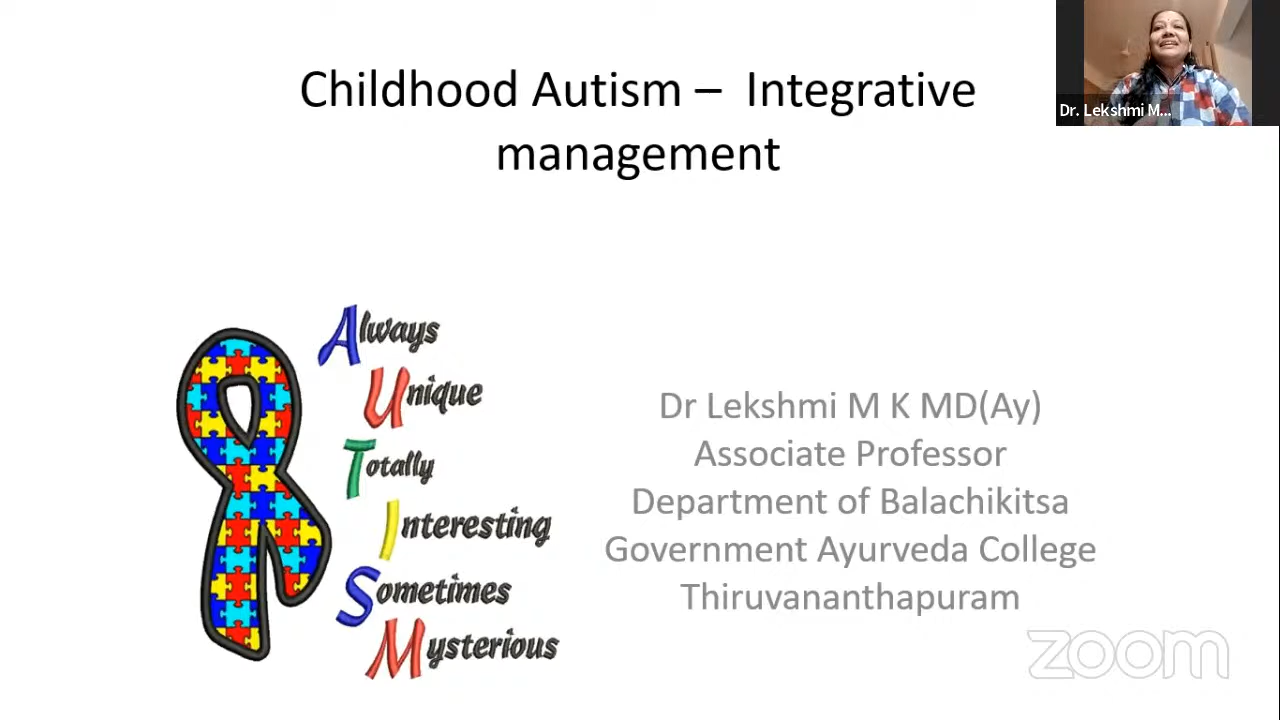 Childhood Autism – Integrative
management
Dr. Lekshmi M...
Always
Unique
Totally
Interesting
Sometimes
Mysterious
Dr Lekshmi M K MD(Ay)
Associate Professor
Department of Balachikitsa
Government Ayurveda College
Thiruvananthapuram
zoom